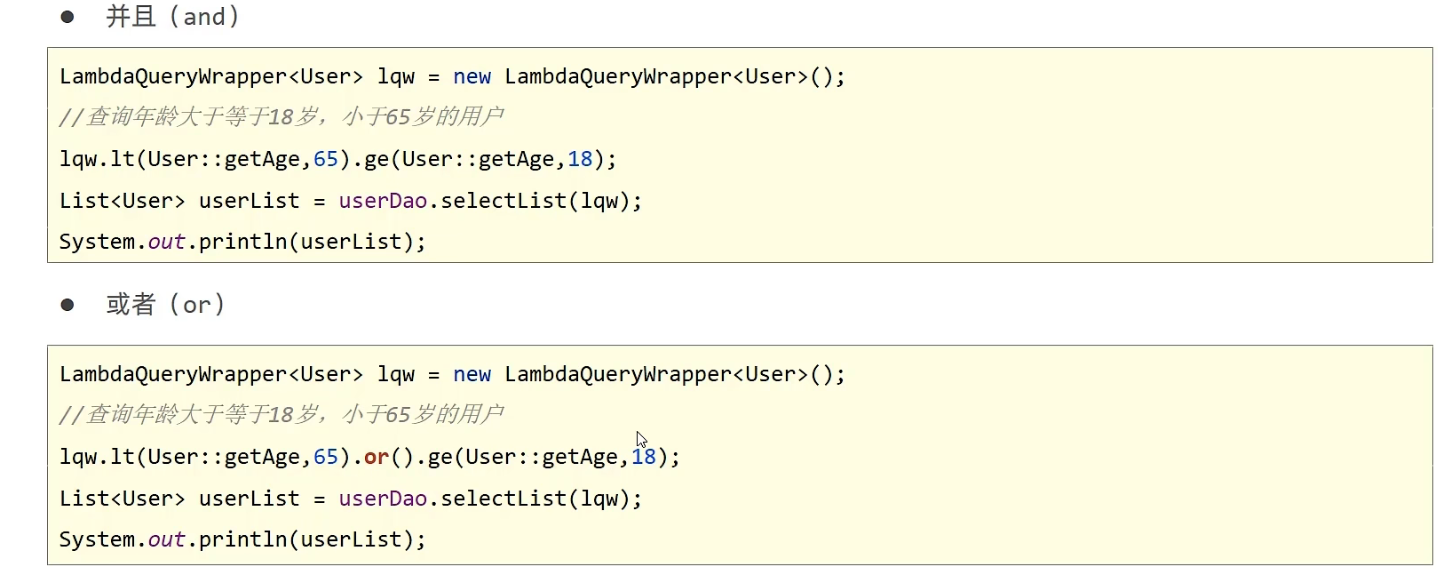 ● 并且（and）
LambdaQueryWrapper<User> lqw = new LambdaQueryWrapper<User>();
//查询年龄大于等于18岁，小于65岁的用户
lqw.lt(User::getAge,65).ge(User::getAge,18);
List<User> userList = userDao.selectList(lqw);
System.out.println(userList);
● 或者（or）
LambdaQueryWrapper<User> lqw = new LambdaQueryWrapper<User>();
//查询年龄大于等于18岁，小于65岁的用户
lqw.lt(User::getAge,65).or().ge(User::getAge,18);
List<User> userList = userDao.selectList(lqw);
System.out.println(userList);